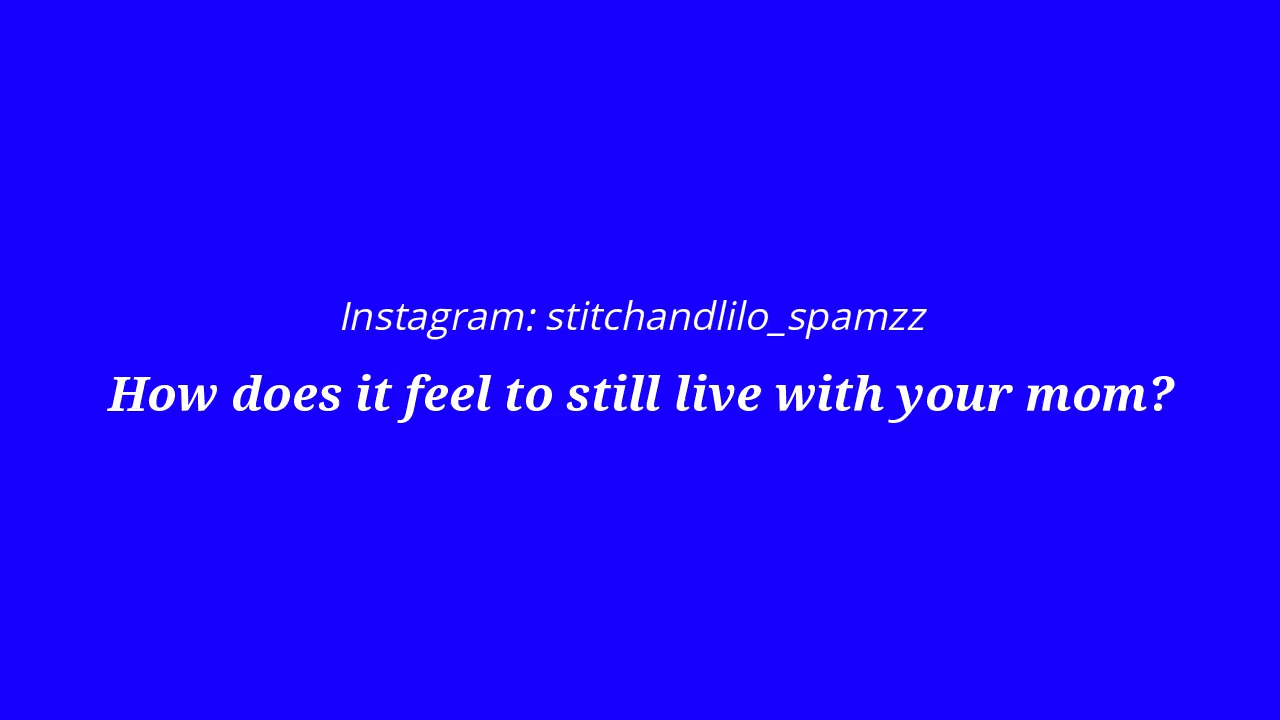 Instagram: stitchandlilo_spamzz
How does it feel to still live with your mom?